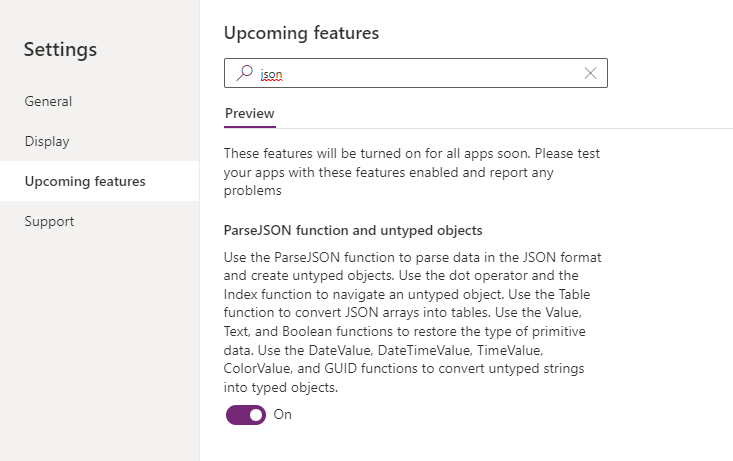 Settings
General
Display
Upcoming features
Support
Upcoming features
json
Preview
These features will be turned on for all apps soon. Please test
your apps with these features enabled and report any
problems
ParseJSON function and untyped objects
Use the ParseJSON function to parse data in the JSON format
and create untyped objects. Use the dot operator and the
Index function to navigate an untyped object. Use the Table
function to convert JSON arrays into tables. Use the Value,
Text, and Boolean functions to restore the type of primitive
data. Use the DateValue, DateTimeValue, TimeValue,
ColorValue, and GUID functions to convert untyped strings
into typed objects.
On